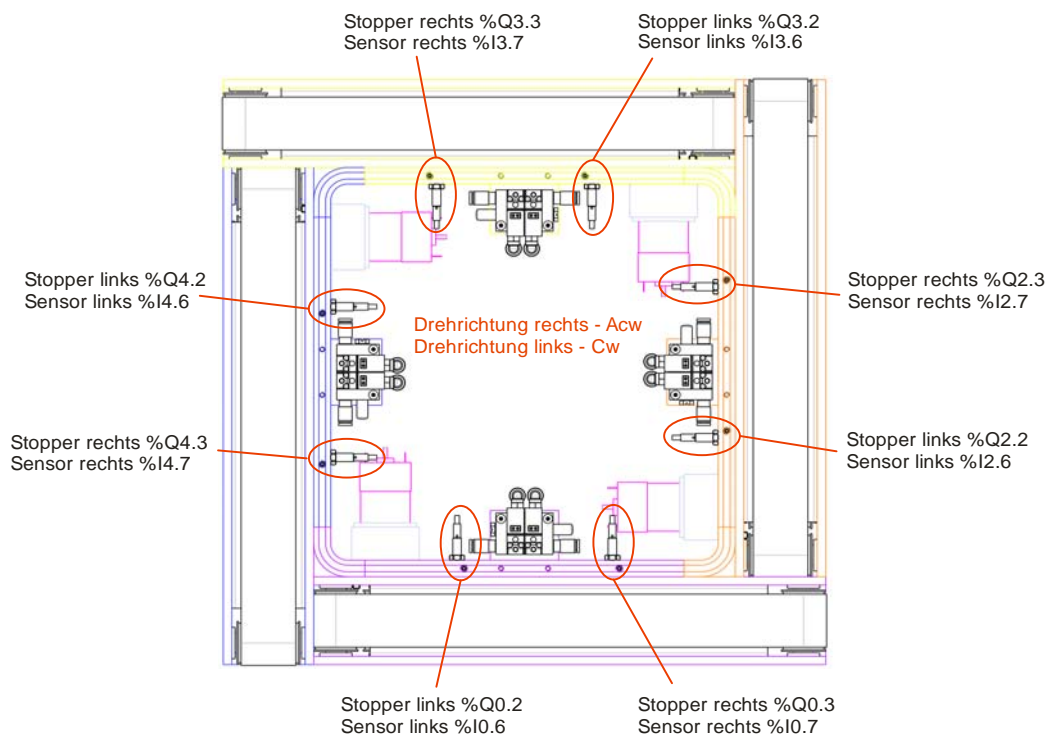 Stopper rechts %Q3.3
Sensor rechts %I3.7
Stopper links %Q3.2
Sensor links %I3.6
Stopper links %Q4.2
Sensor links %I4.6
Stopper rechts %Q2.3
Sensor rechts %I2.7
Drehrichtung rechts - Acw
Drehrichtung links - Cw
Stopper rechts %Q4.3
Sensor rechts %I4.7
Stopper links %Q2.2
Sensor links %I2.6
Stopper links %Q0.2
Sensor links %I0.6
Stopper rechts %Q0.3
Sensor rechts %I0.7